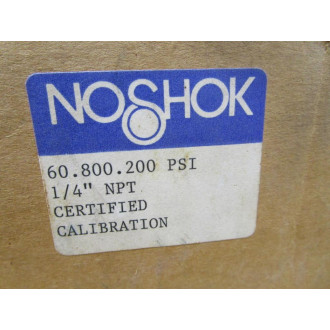 NOSHOK
60.800.200 PSI
1/4" NPT
CERTIFIED
CALIBRATION